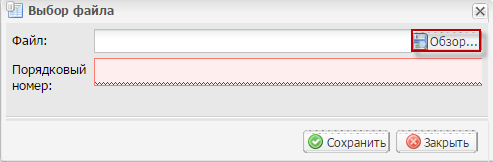 Выбор файла
Файл:
Обзор...
Порядковый
номер:
Сохранить
Закрыть